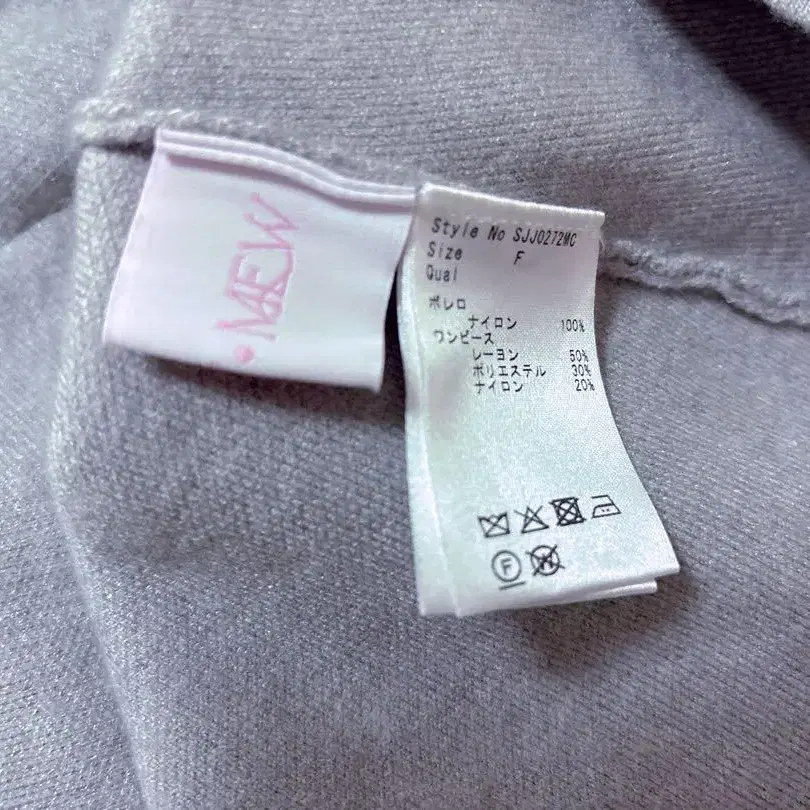 MEW
Style No SJJ0272MC
Size F
Qual
ボレロ
ナイロン 100%
ワンピース
レーヨン 50%
ポリエステル 30%
ナイロン 20%
F W